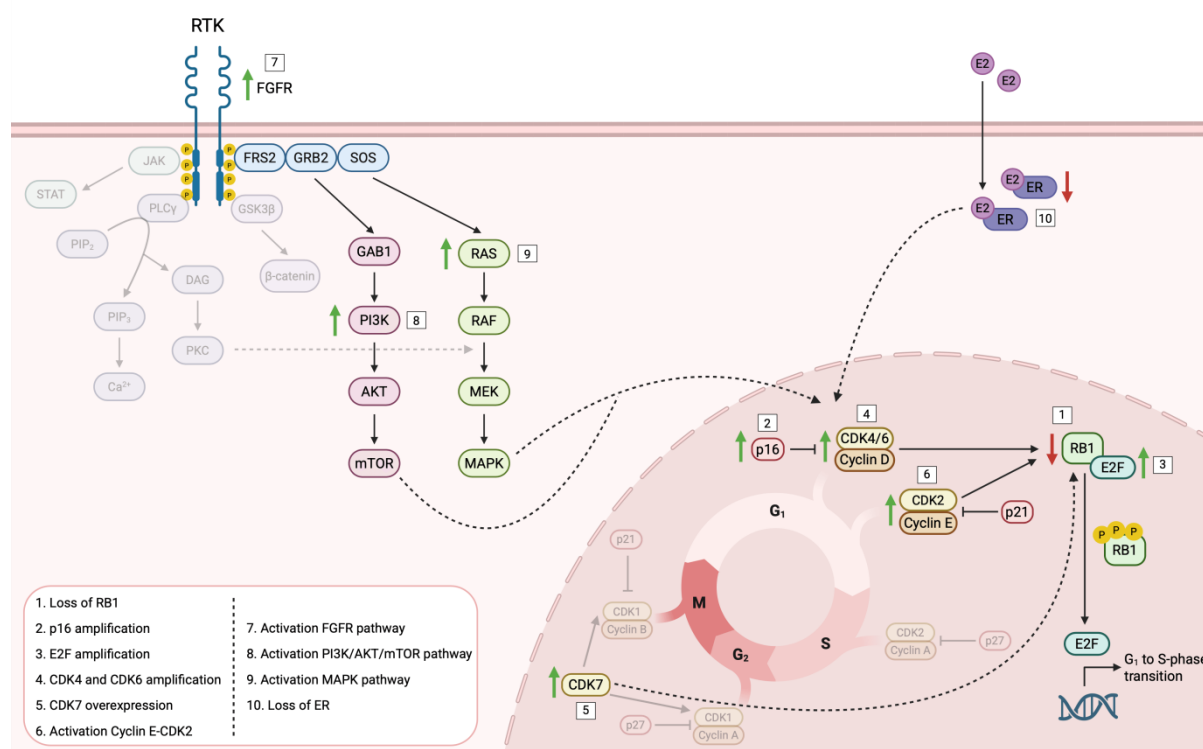 RTK
7
FGFR
E2
E2
P
P
P
P
P
P
P
P
JAK
FRS2
GRB2
SOS
STAT
PLCγ
GSK3β
E2
ER
E2
ER
10
PIP₂
DAG
β-catenin
GAB1
RAS
9
PIP₃
PKC
PI3K
8
RAF
Ca²⁺
AKT
MEK
mTOR
MAPK
2
p16
4
CDK4/6
Cyclin D
1
RB1
E2F
3
6
CDK2
Cyclin E
p21
P
P
P
RB1
G₁
p21
CDK1
Cyclin B
M
S
G₂
CDK2
Cyclin A
p27
E2F
G₁ to S-phase
transition
CDK7
5
p27
CDK1
Cyclin A
1. Loss of RB1
2. p16 amplification
3. E2F amplification
4. CDK4 and CDK6 amplification
5. CDK7 overexpression
6. Activation Cyclin E-CDK2
7. Activation FGFR pathway
8. Activation PI3K/AKT/mTOR pathway
9. Activation MAPK pathway
10. Loss of ER